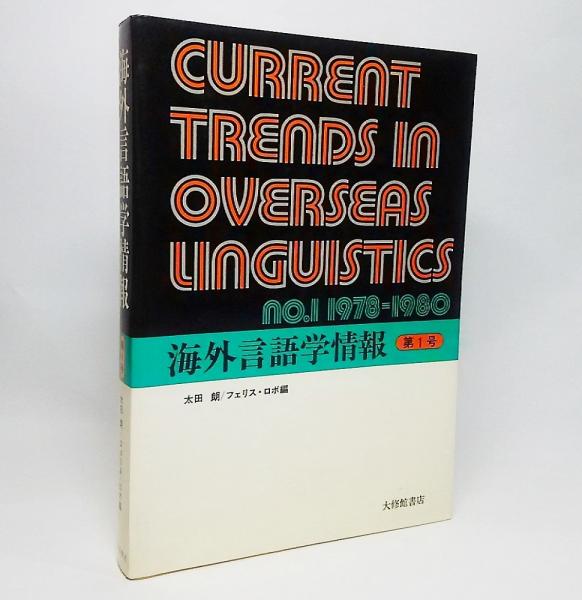 CURRENT
TRENDS IN
OVERSEAS
LINGUISTICS
NO.1 1978-1980
海外言語学情報 第1号
太田 朗/フェリス・ロボ編
大修館書店
海外言語学情報